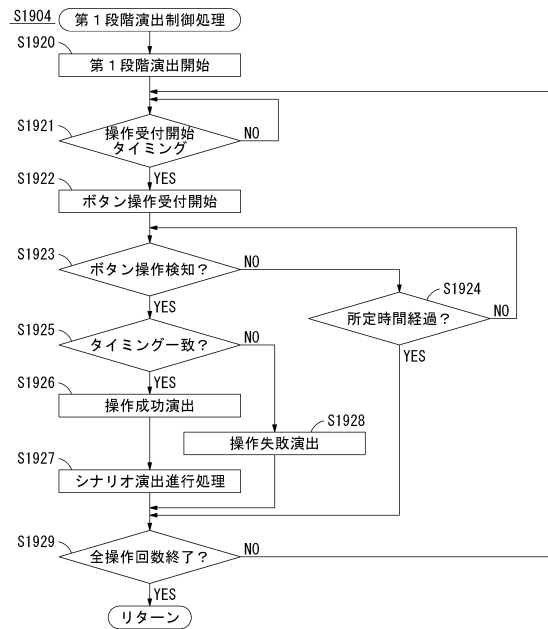 S1904
第１段階演出制御処理
S1920
第１段階演出開始
S1921
操作受付開始
タイミング
NO
YES
S1922
ボタン操作受付開始
S1923
ボタン操作検知？
NO
YES
S1924
所定時間経過？
NO
YES
S1925
タイミング一致？
NO
YES
S1926
操作成功演出
S1928
操作失敗演出
S1927
シナリオ演出進行処理
S1929
全操作回数終了？
NO
YES
リターン